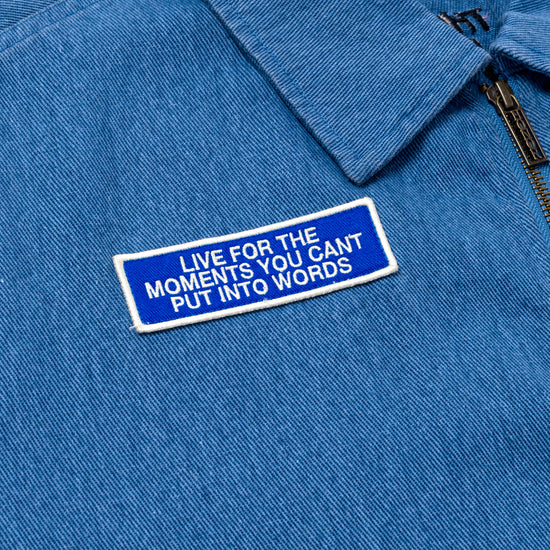 LIVE FOR THE
MOMENTS YOU CANT
PUT INTO WORDS